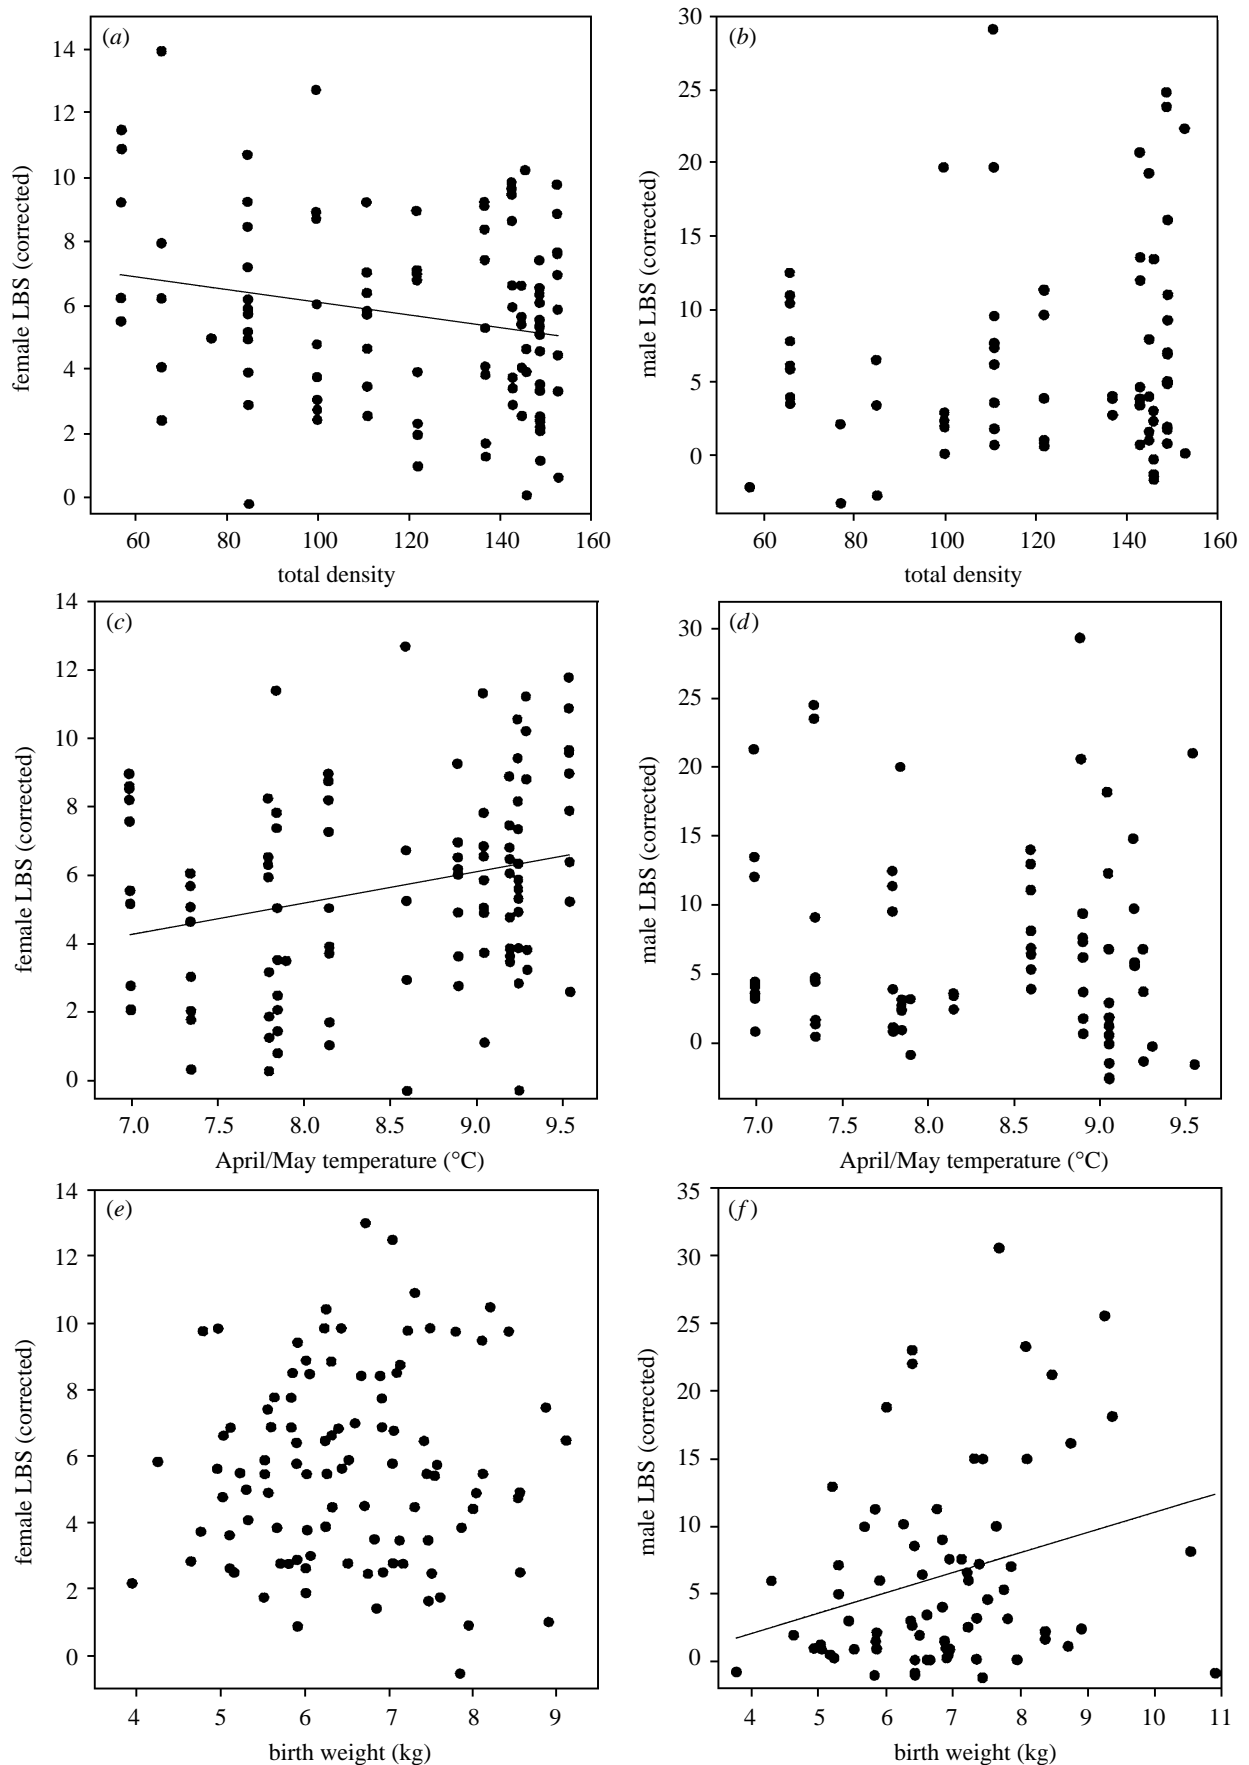 (a)
14
12
10
8
6
4
2
0
female LBS (corrected)
60 80 100 120 140 160
total density
(b)
30
25
20
15
10
5
0
male LBS (corrected)
60 80 100 120 140 160
total density
(c)
14
12
10
8
6
4
2
0
female LBS (corrected)
7.0 7.5 8.0 8.5 9.0 9.5
April/May temperature (°C)
(d)
30
25
20
15
10
5
0
male LBS (corrected)
7.0 7.5 8.0 8.5 9.0 9.5
April/May temperature (°C)
(e)
14
12
10
8
6
4
2
0
female LBS (corrected)
4 5 6 7 8 9
birth weight (kg)
(f)
35
30
25
20
15
10
5
0
male LBS (corrected)
4 5 6 7 8 9 10 11
birth weight (kg)